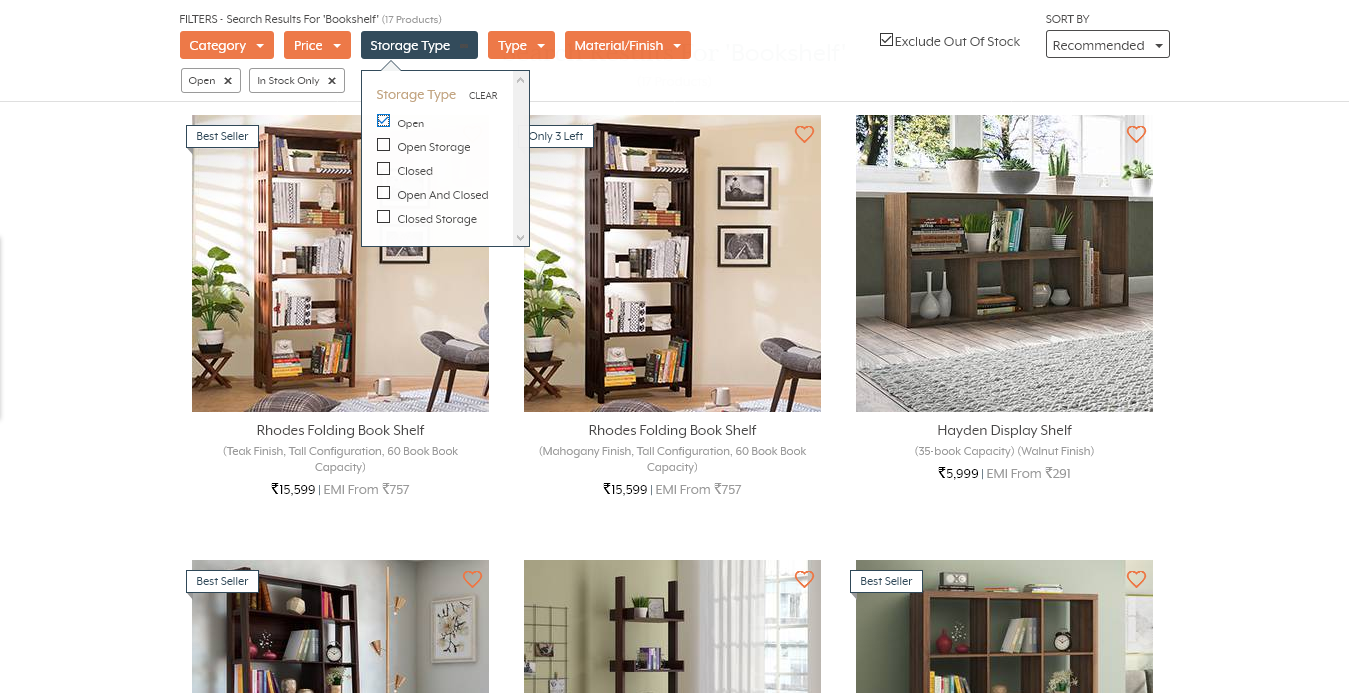 FILTERS - Search Results For 'Bookshelf' (17 Products)
SORT BY
Category
Price
Storage Type
Type
Material/Finish
Exclude Out Of Stock
Recommended
Open ✕
In Stock Only ✕
Storage Type CLEAR
Open
Open Storage
Closed
Open And Closed
Closed Storage
Best Seller
Only 3 Left
Rhodes Folding Book Shelf
(Teak Finish, Tall Configuration, 60 Book Book
Capacity)
₹15,599 | EMI From ₹757
Rhodes Folding Book Shelf
(Mahogany Finish, Tall Configuration, 60 Book Book
Capacity)
₹15,599 | EMI From ₹757
Hayden Display Shelf
(35-book Capacity) (Walnut Finish)
₹5,999 | EMI From ₹291
Best Seller
Best Seller